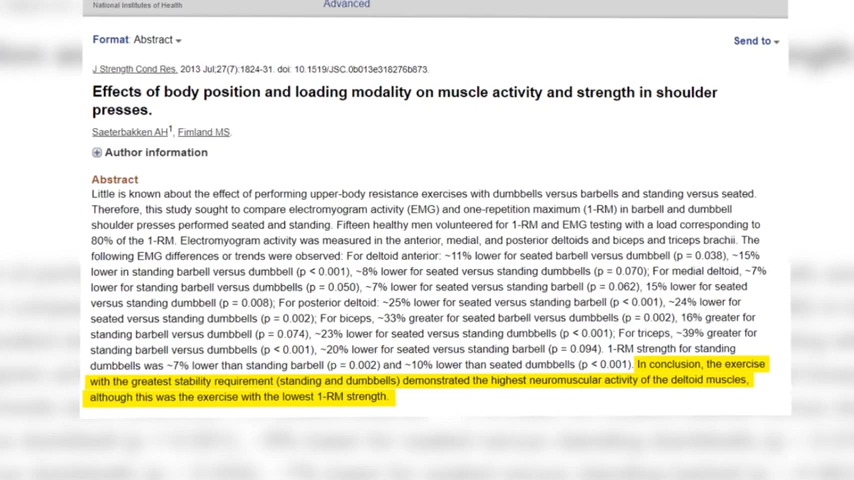 National Institutes of Health
Advanced
Format: Abstract
Send to
J Strength Cond Res. 2013 Jul;27(7):1824-31. doi: 10.1519/JSC.0b013e318276b873.
Effects of body position and loading modality on muscle activity and strength in shoulder
presses.
Saeterbakken AH1, Fimland MS.
Author information
Abstract
Little is known about the effect of performing upper-body resistance exercises with dumbbells versus barbells and standing versus seated.
Therefore, this study sought to compare electromyogram activity (EMG) and one-repetition maximum (1-RM) in barbell and dumbbell
shoulder presses performed seated and standing. Fifteen healthy men volunteered for 1-RM and EMG testing with a load corresponding to
80% of the 1-RM. Electromyogram activity was measured in the anterior, medial, and posterior deltoids and biceps and triceps brachii. The
following EMG differences or trends were observed: For deltoid anterior: ~11% lower for seated barbell versus dumbbell (p = 0.038), ~15%
lower in standing barbell versus dumbbell (p < 0.001), ~8% lower for seated versus standing dumbbells (p = 0.070); For medial deltoid, ~7%
lower for standing barbell versus dumbbells (p = 0.050), ~7% lower for seated versus standing barbell (p = 0.062), 15% lower for seated
versus standing dumbbell (p = 0.008); For posterior deltoid: ~25% lower for seated versus standing barbell (p < 0.001), ~24% lower for
seated versus standing dumbbells (p = 0.002); For biceps, ~33% greater for seated barbell versus dumbbells (p = 0.002), 16% greater for
standing barbell versus dumbbell (p = 0.074), ~23% lower for seated versus standing dumbbells (p < 0.001); For triceps, ~39% greater for
standing barbell versus dumbbells (p < 0.001), ~20% lower for seated versus standing barbell (p = 0.094). 1-RM strength for standing
dumbbells was ~7% lower than standing barbell (p = 0.002) and ~10% lower than seated dumbbells (p < 0.001). In conclusion, the exercise
with the greatest stability requirement (standing and dumbbells) demonstrated the highest neuromuscular activity of the deltoid muscles,
although this was the exercise with the lowest 1-RM strength.